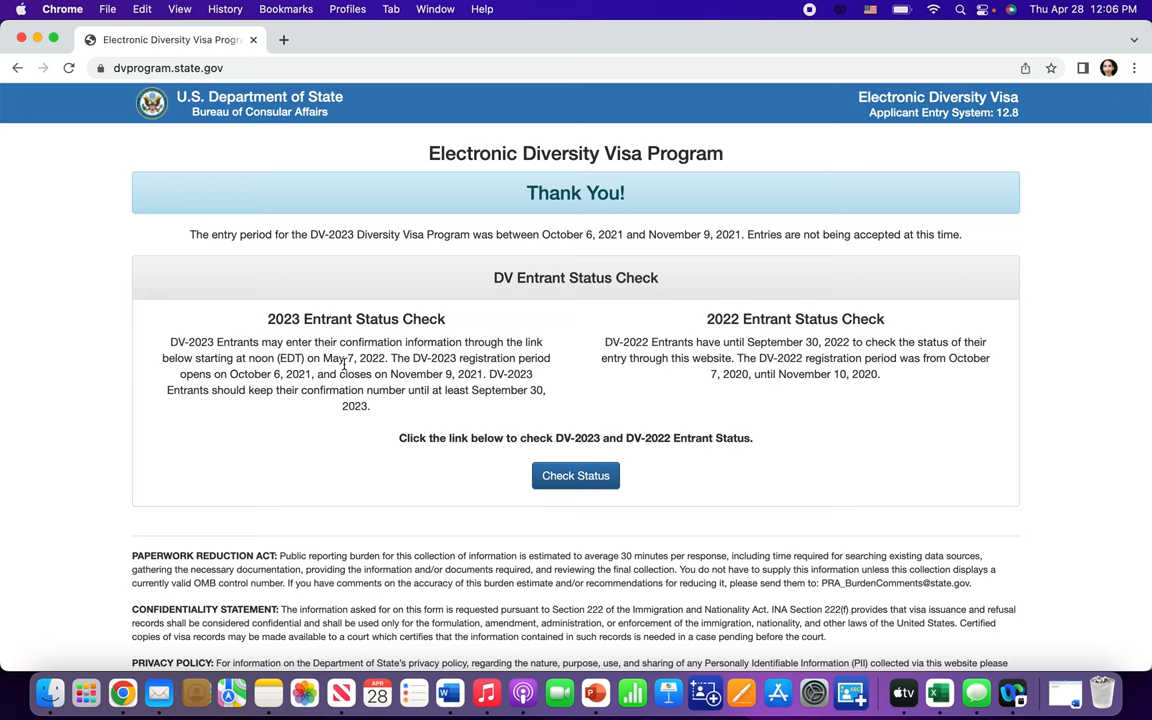 Chrome File Edit View History Bookmarks Profiles Tab Window Help Thu Apr 28 12:06 PM
Electronic Diversity Visa Progr
dvprogram.state.gov
U.S. Department of State
Bureau of Consular Affairs
Electronic Diversity Visa
Applicant Entry System: 12.8
Electronic Diversity Visa Program
Thank You!
The entry period for the DV-2023 Diversity Visa Program was between October 6, 2021 and November 9, 2021. Entries are not being accepted at this time.
DV Entrant Status Check
2023 Entrant Status Check
DV-2023 Entrants may enter their confirmation information through the link
below starting at noon (EDT) on May 7, 2022. The DV-2023 registration period
opens on October 6, 2021, and closes on November 9, 2021. DV-2023
Entrants should keep their confirmation number until at least September 30,
2023.
2022 Entrant Status Check
DV-2022 Entrants have until September 30, 2022 to check the status of their
entry through this website. The DV-2022 registration period was from October
7, 2020, until November 10, 2020.
Click the link below to check DV-2023 and DV-2022 Entrant Status.
Check Status
PAPERWORK REDUCTION ACT: Public reporting burden for this collection of information is estimated to average 30 minutes per response, including time required for searching existing data sources,
gathering the necessary documentation, providing the information and/or documents required, and reviewing the final collection. You do not have to supply this information unless this collection displays a
currently valid OMB control number. If you have comments on the accuracy of this burden estimate and/or recommendations for reducing it, please send them to: PRA_BurdenComments@state.gov.
CONFIDENTIALITY STATEMENT: The information asked for on this form is requested pursuant to Section 222 of the Immigration and Nationality Act. INA Section 222(f) provides that visa issuance and refusal
records shall be considered confidential and shall be used only for the formulation, amendment, administration, or enforcement of the immigration, nationality, and other laws of the United States. Certified
copies of visa records may be made available to a court which certifies that the information contained in such records is needed in a case pending before the court.
PRIVACY POLICY: For information on the Department of State's privacy policy, regarding the nature, purpose, use, and sharing of any Personally Identifiable Information (PII) collected via this website please
APR
28
tv